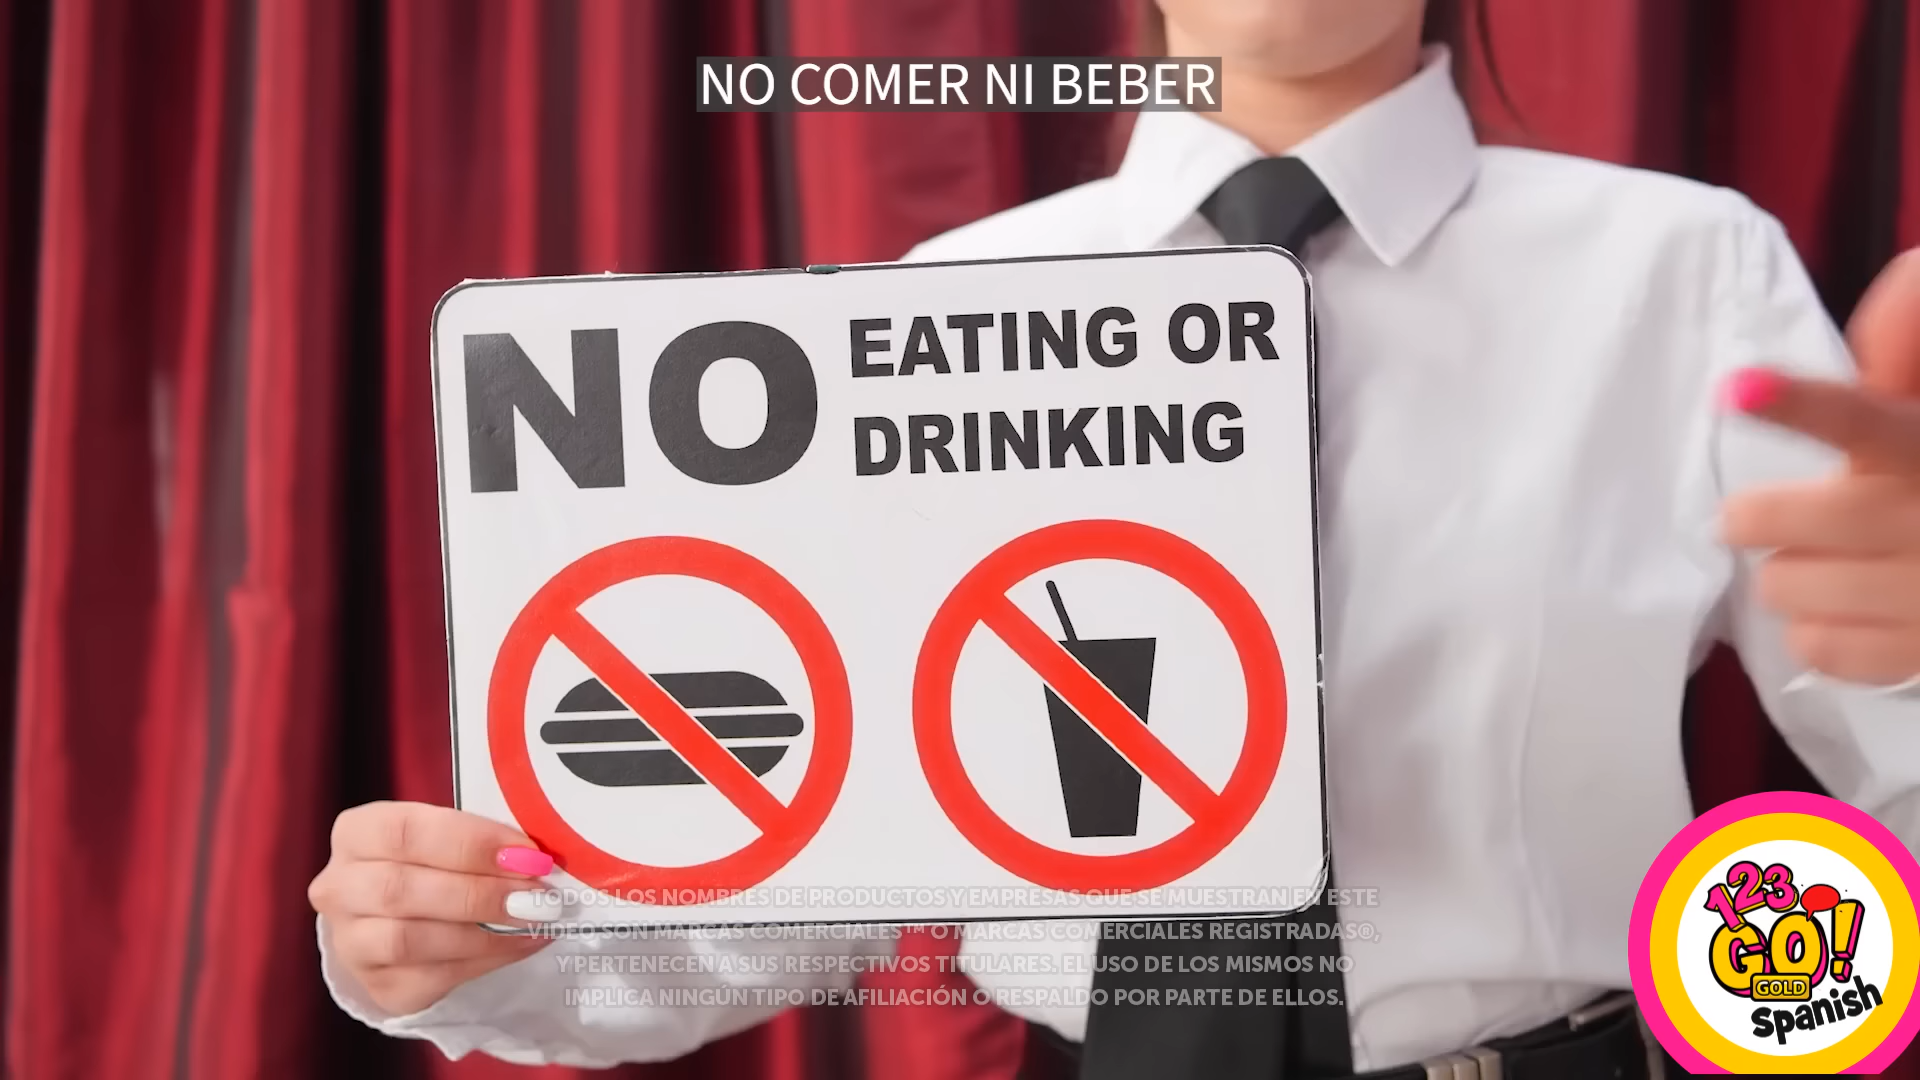 NO COMER NI BEBER
NO EATING OR
DRINKING
TODOS LOS NOMBRES DE PRODUCTOS Y EMPRESAS QUE SE MUESTRAN EN ESTE
VIDEO SON MARCAS COMERCIALES™ O MARCAS COMERCIALES REGISTRADAS®,
Y PERTENECEN A SUS RESPECTIVOS TITULARES. EL USO DE LOS MISMOS NO
IMPLICA NINGÚN TIPO DE AFILIACIÓN O RESPALDO POR PARTE DE ELLOS.
123
GO!
GOLD
Spanish